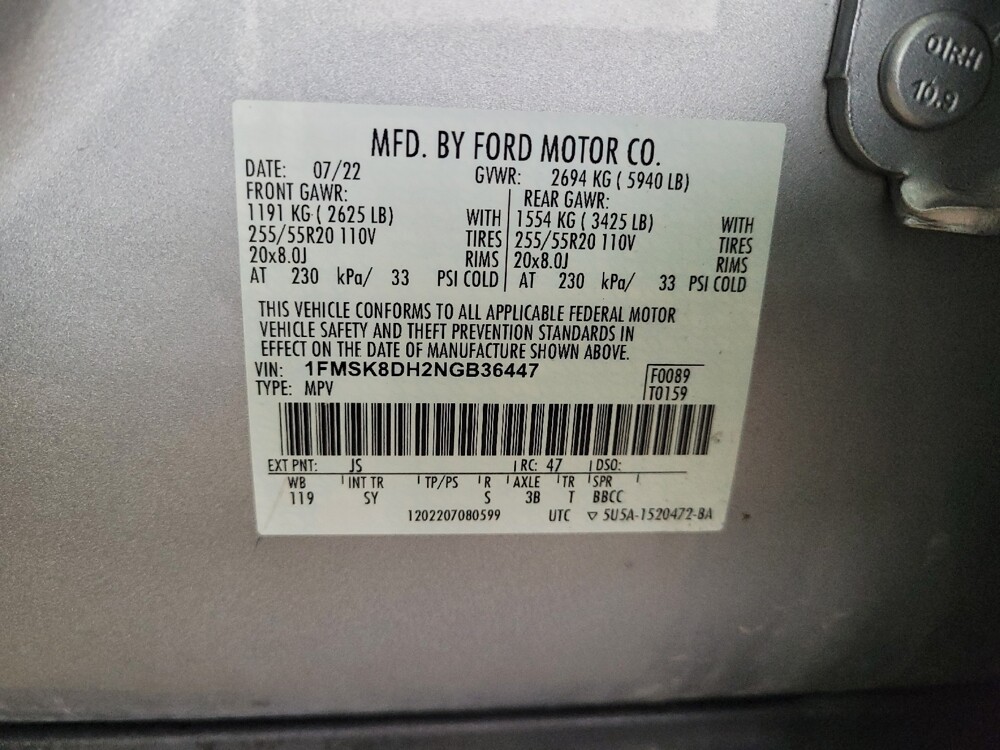 01RH
10.9
MFD. BY FORD MOTOR CO.
DATE: 07/22 GVWR: 2694 KG ( 5940 LB)
FRONT GAWR: REAR GAWR:
1191 KG ( 2625 LB) WITH 1554 KG ( 3425 LB) WITH
255/55R20 110V TIRES 255/55R20 110V TIRES
20x8.0J RIMS 20x8.0J RIMS
AT 230 kPa/ 33 PSI COLD AT 230 kPa/ 33 PSI COLD
THIS VEHICLE CONFORMS TO ALL APPLICABLE FEDERAL MOTOR
VEHICLE SAFETY AND THEFT PREVENTION STANDARDS IN
EFFECT ON THE DATE OF MANUFACTURE SHOWN ABOVE.
VIN: 1FMSK8DH2NGB36447 F0089
TYPE: MPV T0159
EXT PNT: JS RC: 47 DSO:
WB INT TR TP/PS R AXLE TR SPR
119 SY S 3B T BBCC
1202207080599 UTC ▽ 5U5A-1520472-BA